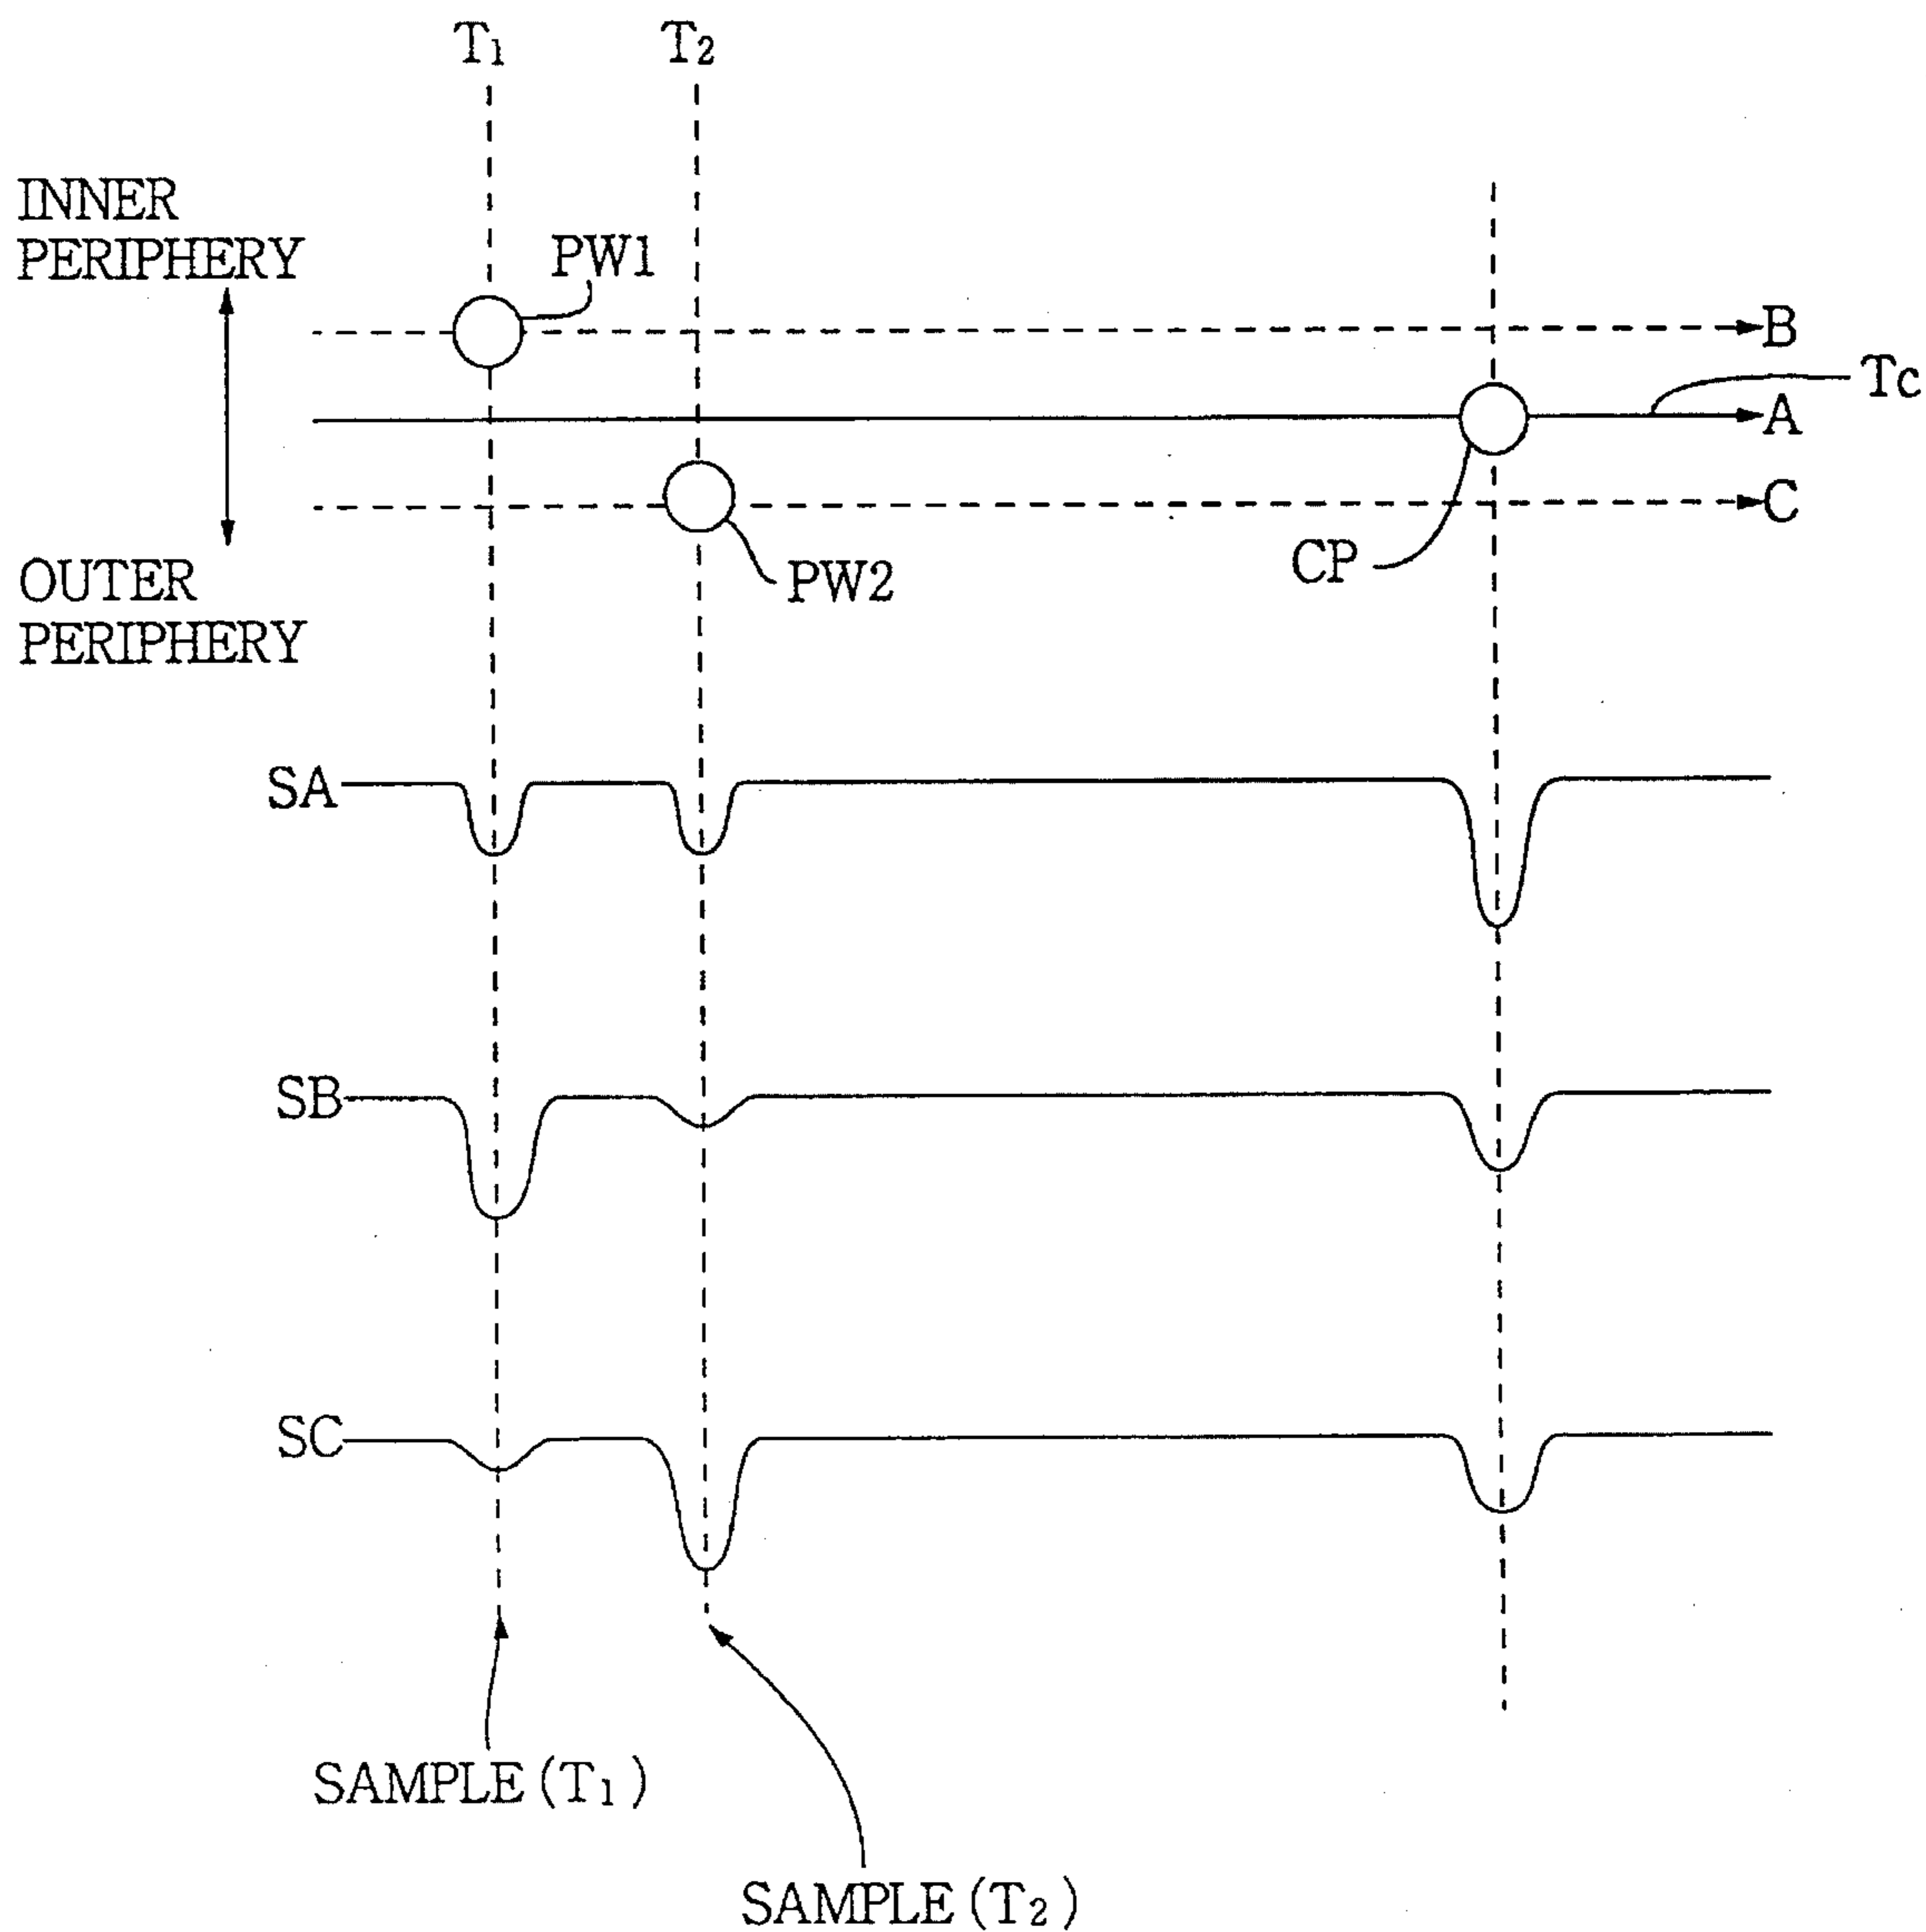 T1
T2
INNER
PERIPHERY
PW1
B
Tc
A
C
CP
PW2
OUTER
PERIPHERY
SA
SB
SC
SAMPLE (T1)
SAMPLE (T2)